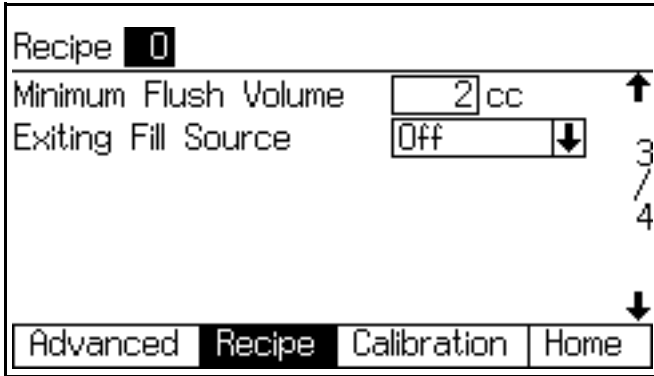 Recipe 0
Minimum Flush Volume 2 cc
Exiting Fill Source Off
3
/
4
Advanced Recipe Calibration Home